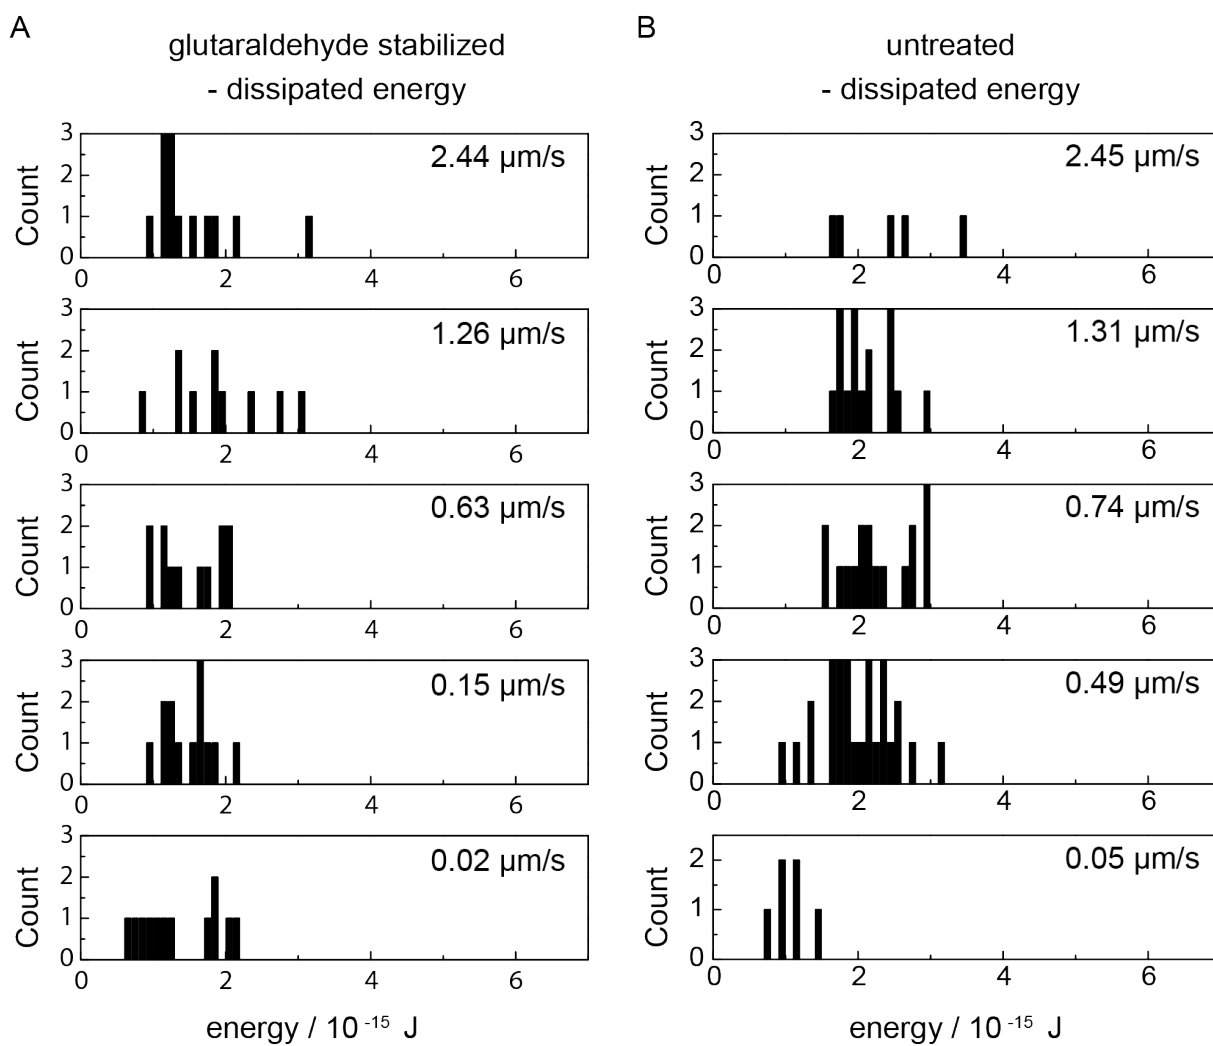 A
glutaraldehyde stabilized
- dissipated energy
3
2
1
0
Count
2.44 µm/s
0 2 4 6
3
2
1
0
Count
1.26 µm/s
0 2 4 6
3
2
1
0
Count
0.63 µm/s
0 2 4 6
3
2
1
0
Count
0.15 µm/s
0 2 4 6
3
2
1
0
Count
0.02 µm/s
0 2 4 6
energy / 10 -15 J
B
untreated
- dissipated energy
3
2
1
0
Count
2.45 µm/s
0 2 4 6
3
2
1
0
Count
1.31 µm/s
0 2 4 6
3
2
1
0
Count
0.74 µm/s
0 2 4 6
3
2
1
0
Count
0.49 µm/s
0 2 4 6
2
1
0
Count
0.05 µm/s
0 2 4 6
energy / 10 -15 J